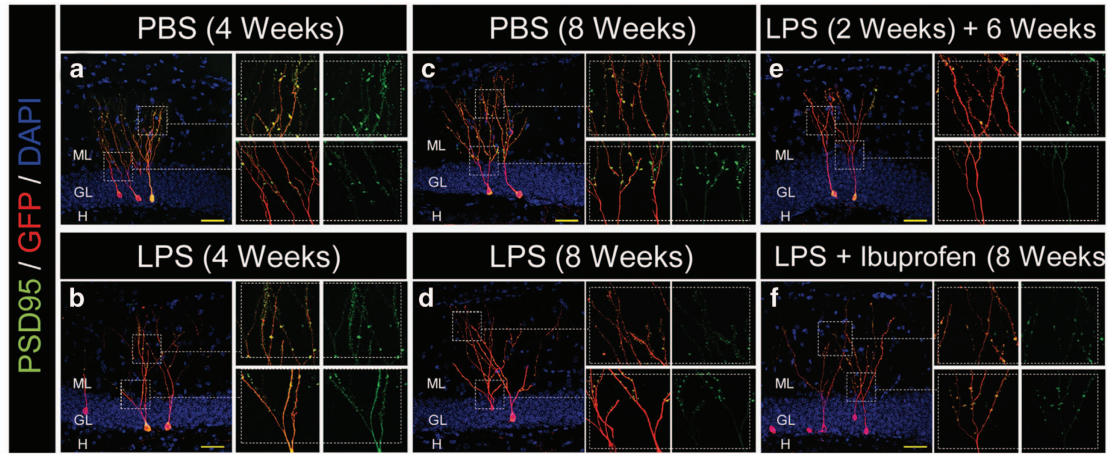 PSD95 / GFP / DAPI
PBS (4 Weeks)
a
ML
GL
H
PBS (8 Weeks)
c
ML
GL
H
LPS (2 Weeks) + 6 Weeks
e
ML
GL
H
LPS (4 Weeks)
b
ML
GL
H
LPS (8 Weeks)
d
ML
GL
H
LPS + Ibuprofen (8 Weeks
f
ML
GL
H